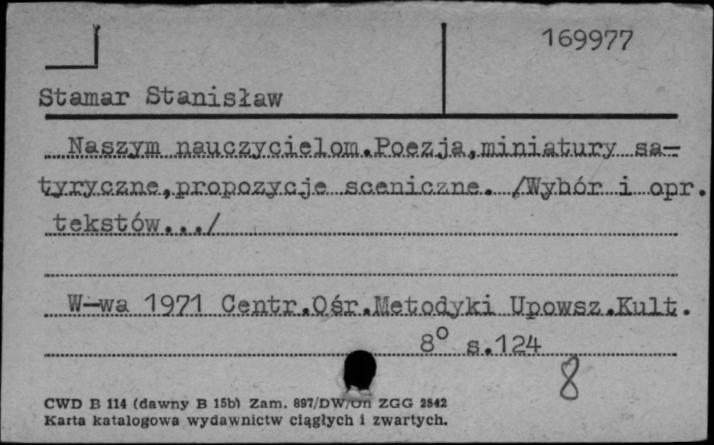 169977
Stamar Stanisław
Naszym nauczycielom.Poezja,miniatury sa-
tyryczne,propozycje sceniczne. /Wybór i opr.
tekstów.../
W-wa 1971 Centr.Ośr.Metodyki Upowsz.Kult.
8° s.124
8
CWD B 114 (dawny B 15b) Zam. 897/DW/On ZGG 2842
Karta katalogowa wydawnictw ciągłych i zwartych.